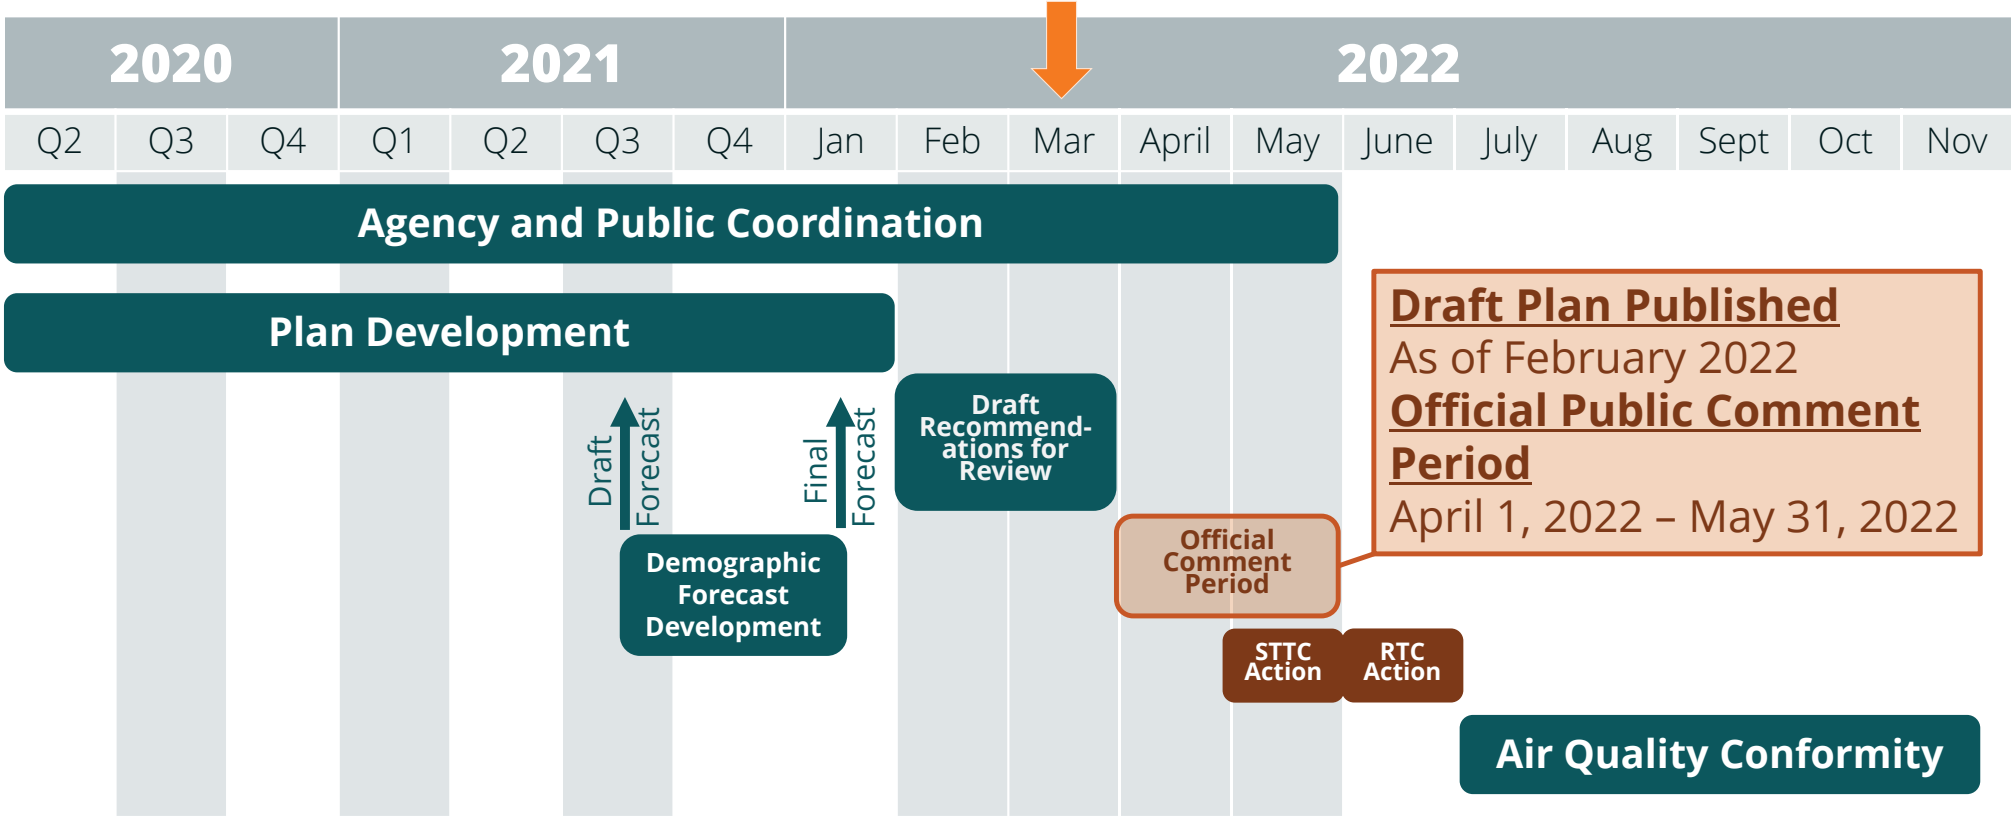 2020 2021 2022
Q2 Q3 Q4 Q1 Q2 Q3 Q4 Jan Feb Mar April May June July Aug Sept Oct Nov
Agency and Public Coordination
Plan Development
Draft
Forecast
Final
Forecast
Draft
Recommend-
ations for
Review
Draft Plan Published
As of February 2022
Official Public Comment
Period
April 1, 2022 – May 31, 2022
Official
Comment
Period
Demographic
Forecast
Development
STTC
Action
RTC
Action
Air Quality Conformity